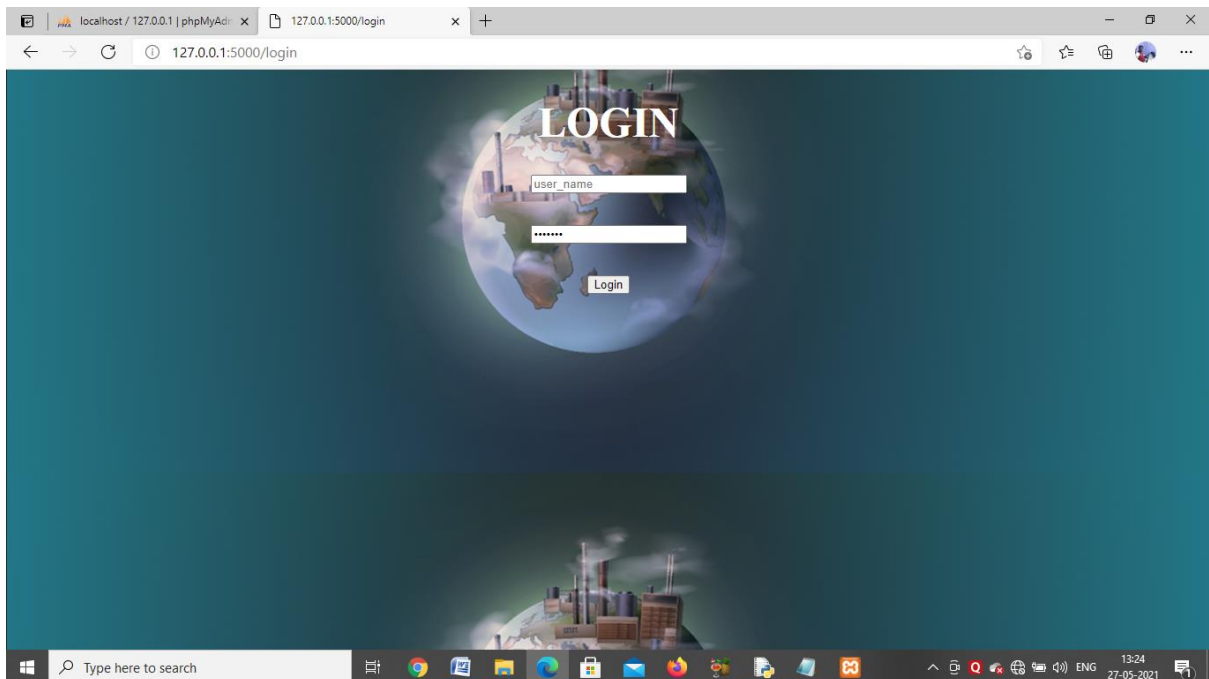 localhost / 127.0.0.1 | phpMyAdm
127.0.0.1:5000/login
127.0.0.1:5000/login
LOGIN
user_name
•••••••
Login
Type here to search
ENG
13:24
27-05-2021